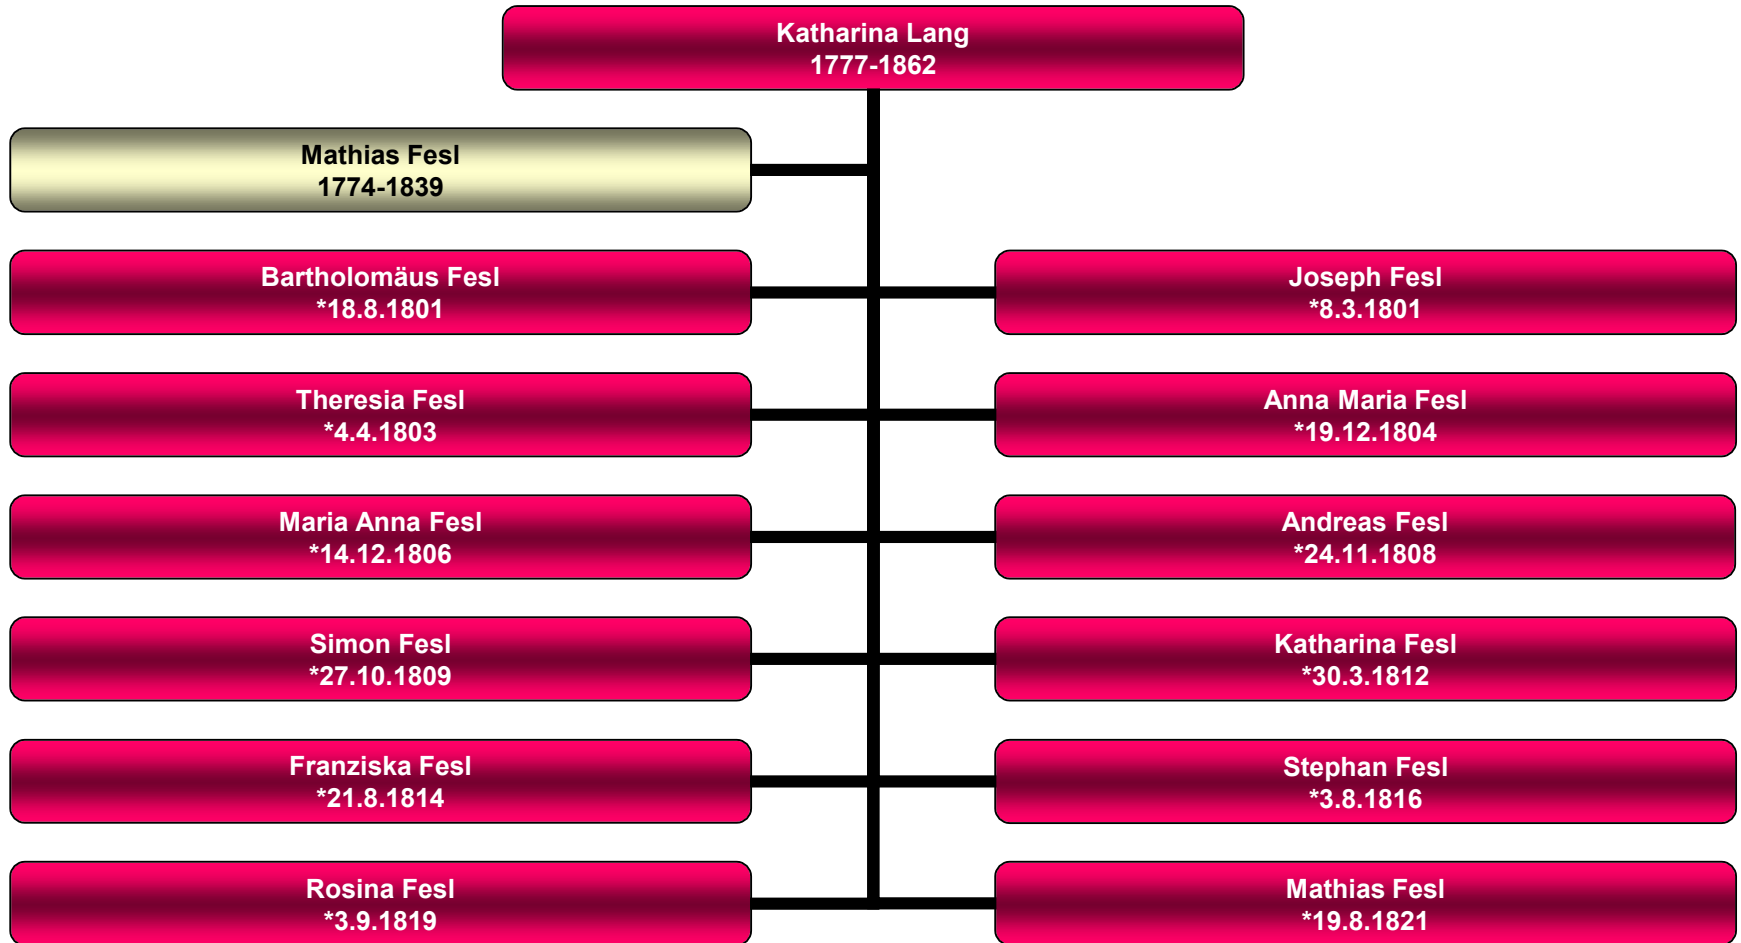 Katharina Lang
1777-1862
Mathias Fesl
1774-1839
Bartholomäus Fesl
*18.8.1801
Joseph Fesl
*8.3.1801
Theresia Fesl
*4.4.1803
Anna Maria Fesl
*19.12.1804
Maria Anna Fesl
*14.12.1806
Andreas Fesl
*24.11.1808
Simon Fesl
*27.10.1809
Katharina Fesl
*30.3.1812
Franziska Fesl
*21.8.1814
Stephan Fesl
*3.8.1816
Rosina Fesl
*3.9.1819
Mathias Fesl
*19.8.1821